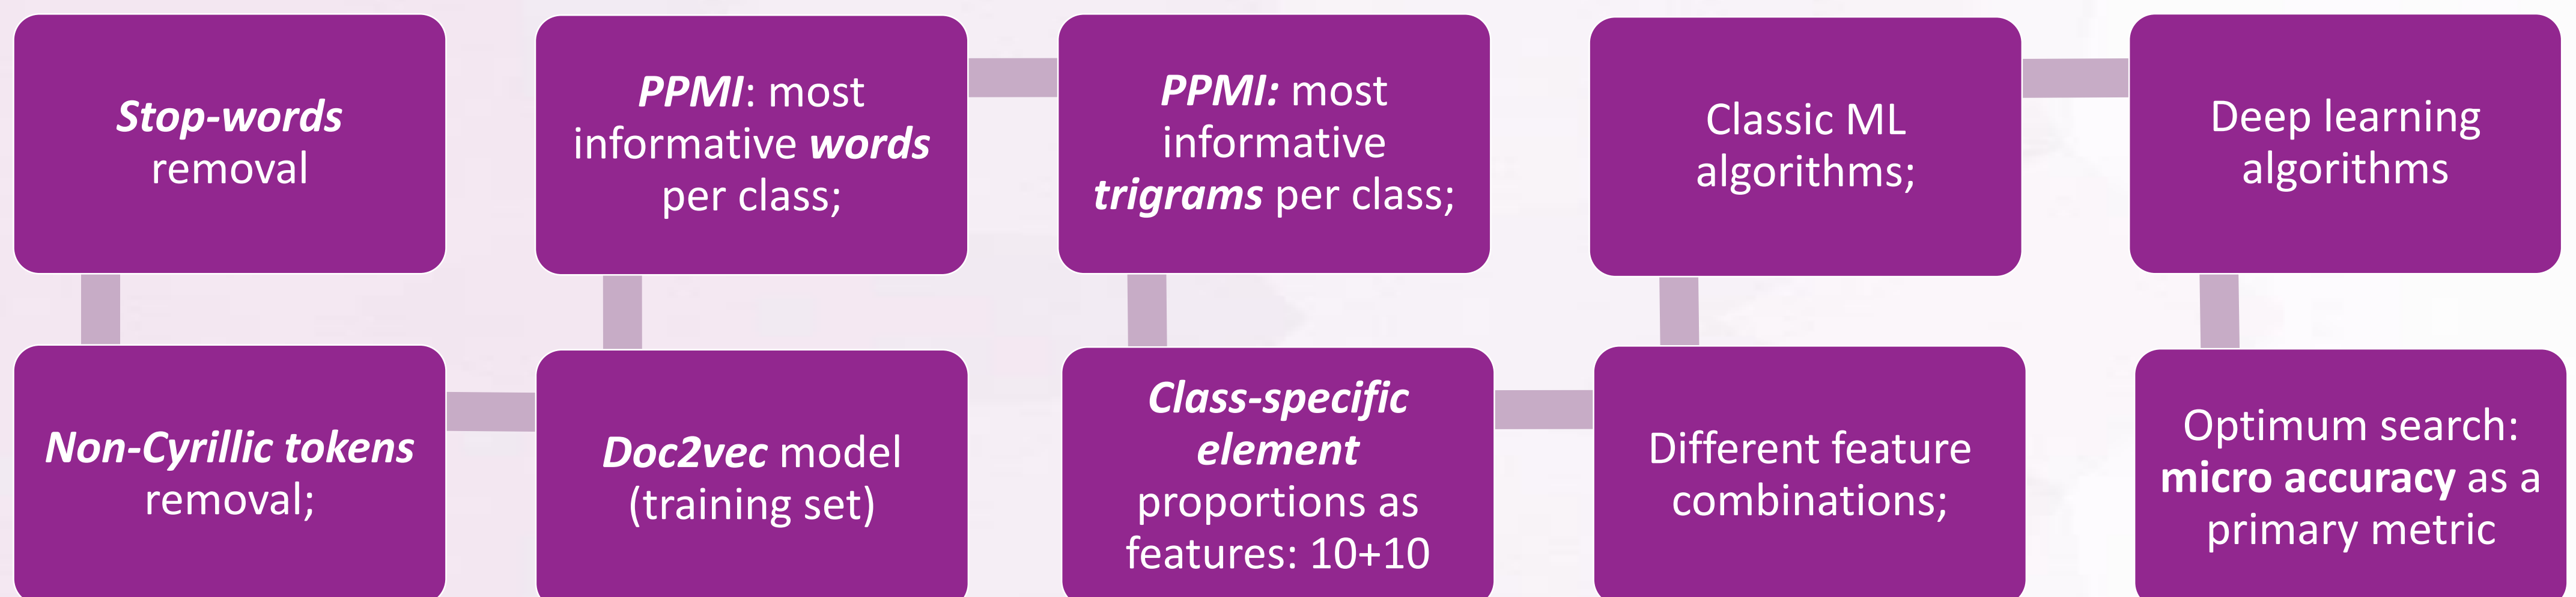 Stop-words
removal
Non-Cyrillic tokens
removal;
Doc2vec model
(training set)
PPMI: most
informative words
per class;
PPMI: most
informative
trigrams per class;
Class-specific
element
proportions as
features: 10+10
Different feature
combinations;
Classic ML
algorithms;
Deep learning
algorithms
Optimum search:
micro accuracy as a
primary metric